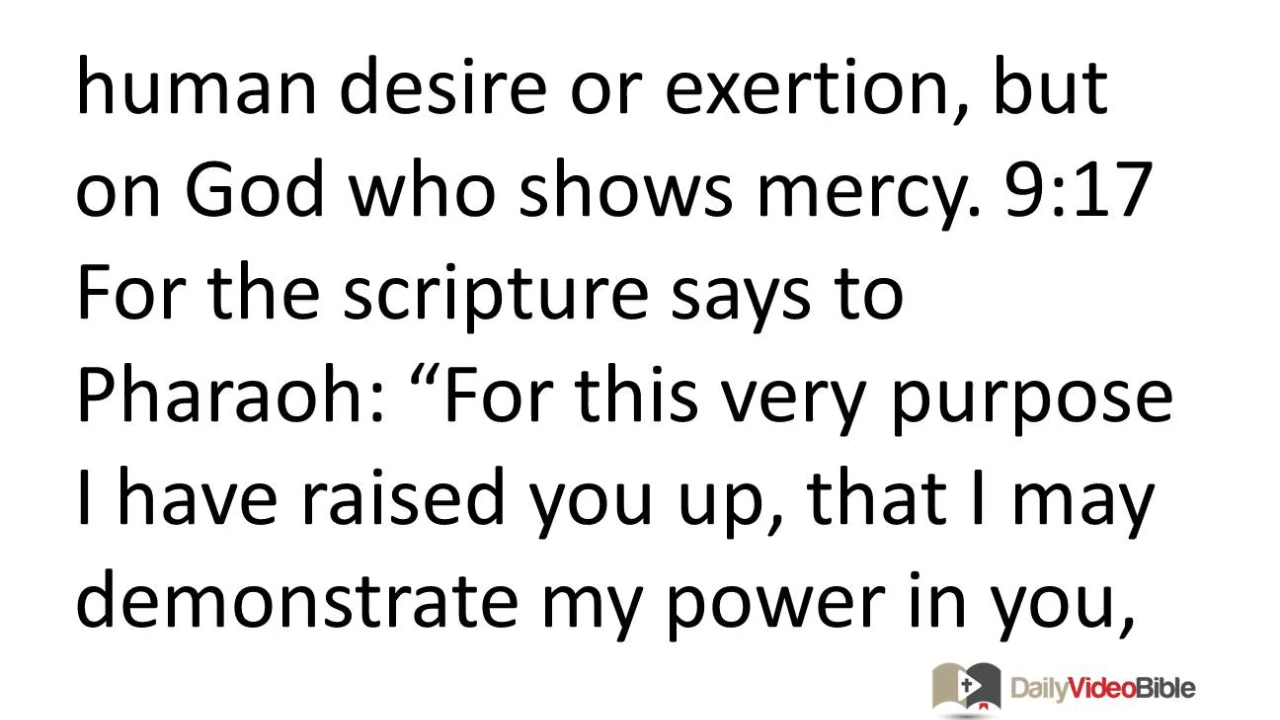 human desire or exertion, but
on God who shows mercy. 9:17
For the scripture says to
Pharaoh: “For this very purpose
I have raised you up, that I may
demonstrate my power in you,
DailyVideoBible